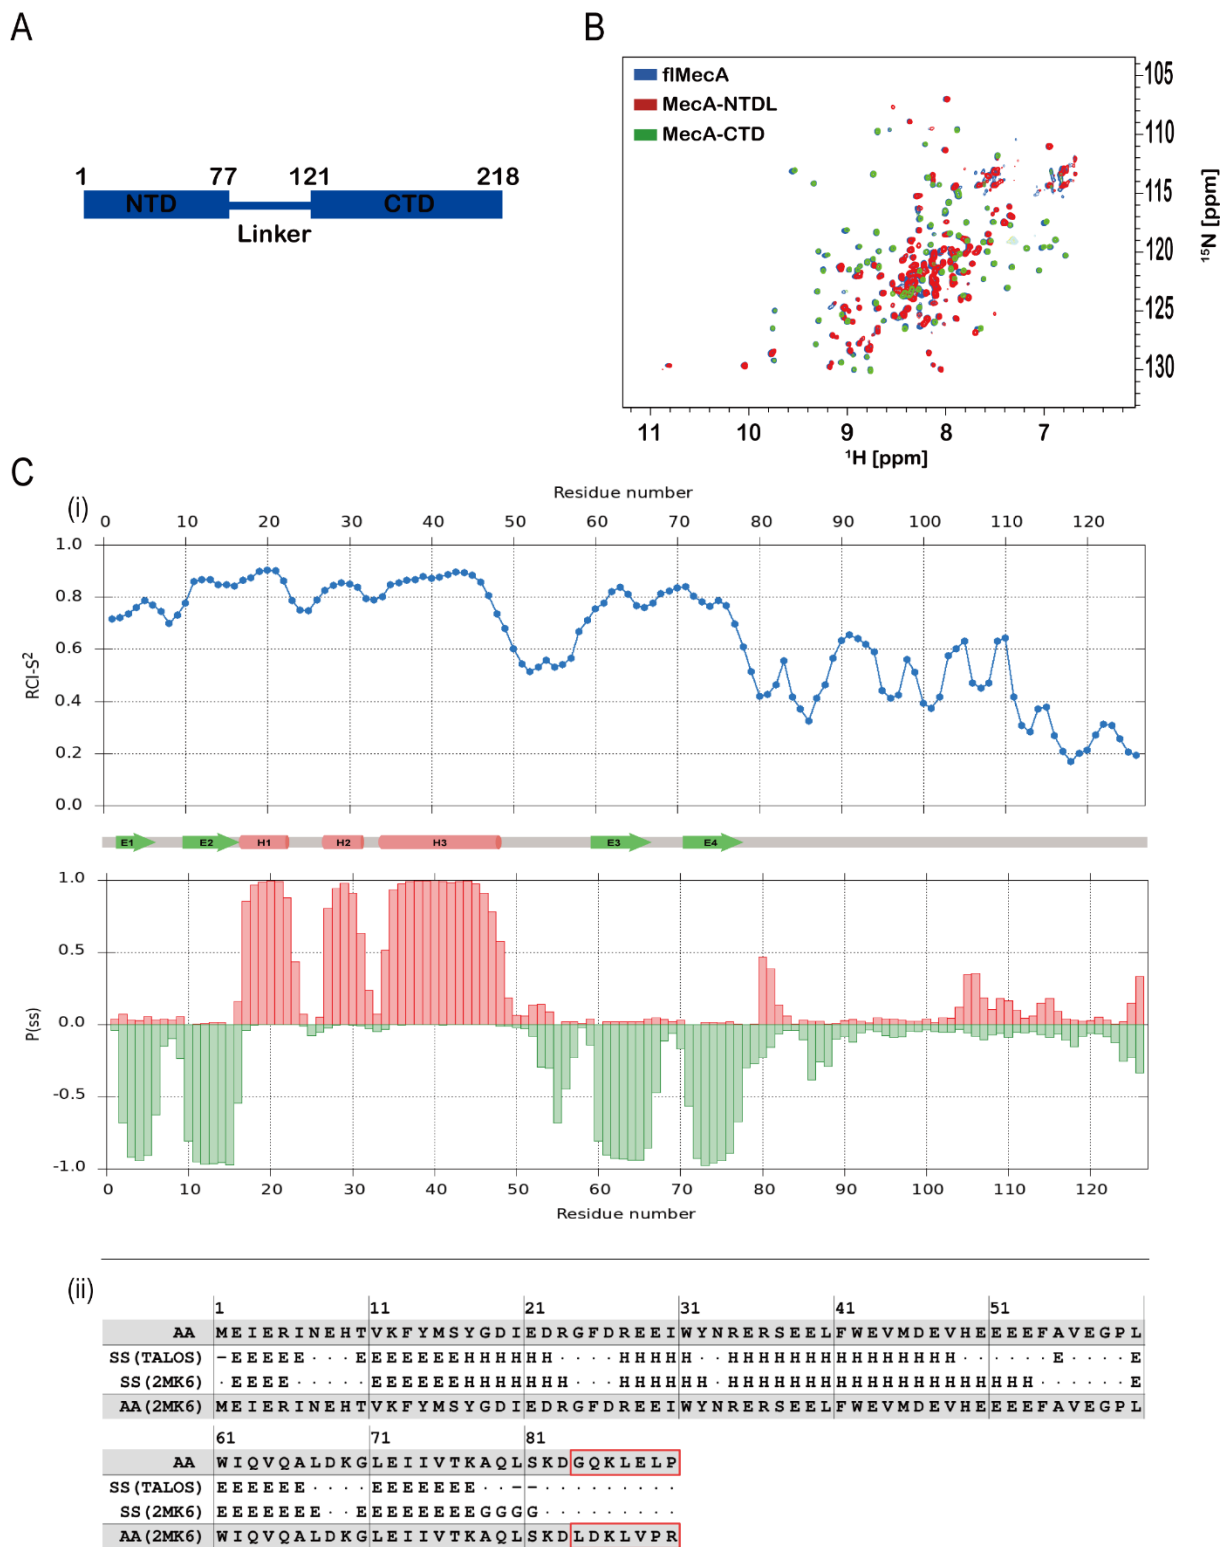 A
1 77 121 218
NTD CTD
Linker
B
flMecA
MecA-NTDL
MecA-CTD
105
110
115
120
125
130
¹⁵N [ppm]
11 10 9 8 7
¹H [ppm]
C
(i)
Residue number
0 10 20 30 40 50 60 70 80 90 100 110 120
1.0
0.8
0.6
0.4
0.2
0.0
RCI-S²
E1 E2 H1 H2 H3 E3 E4
1.0
0.5
0.0
-0.5
-1.0
P(ss)
0 10 20 30 40 50 60 70 80 90 100 110 120
Residue number
(ii)
1 11 21 31 41 51
AA MEIERINEHTVKFYMSYGDIEDRGFDREEIWYNRERSEELFWEVMDEVHEEEEFAVEGPL
SS(TALOS) -EEEEE···EEEEEEEHHHHHH····HHHHH··HHHHHHHHHHHHHHH······E····E
SS(2MK6) ·EEEE·····EEEEEEHHHHHHH···HHHHHH·HHHHHHHHHHHHHHHHHHHH······E
AA(2MK6) MEIERINEHTVKFYMSYGDIEDRGFDREEIWYNRERSEELFWEVMDEVHEEEEFAVEGPL
61 71 81
AA WIQVQALDKGLEIIVTKAQLSKDGQKLELP
SS(TALOS) EEEEEE····EEEEEEE··--·········
SS(2MK6) EEEEEEE··EEEEEEEEGGGG·········
AA(2MK6) WIQVQALDKGLEIIVTKAQLSKDLDKLVPR